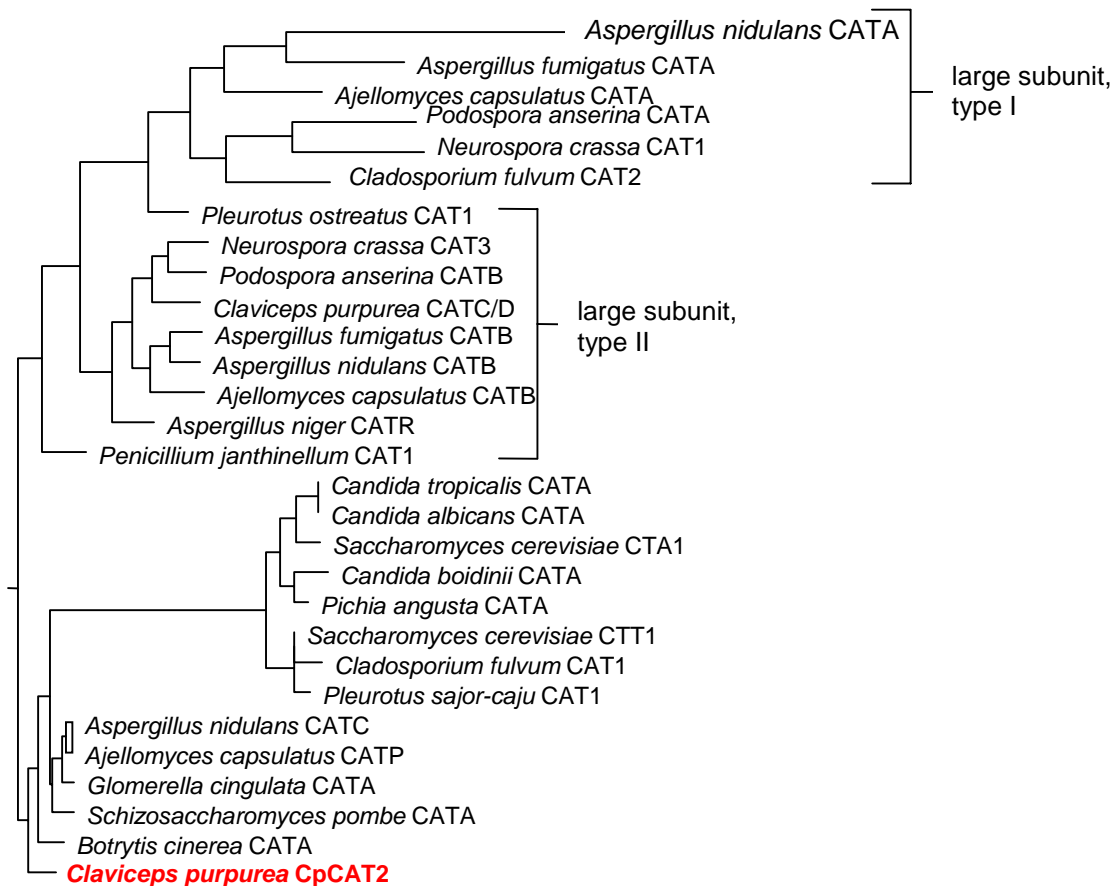 Aspergillus nidulans CATA
Aspergillus fumigatus CATA
Ajellomyces capsulatus CATA
Podospora anserina CATA
Neurospora crassa CAT1
Cladosporium fulvum CAT2
large subunit,
type I
Pleurotus ostreatus CAT1
Neurospora crassa CAT3
Podospora anserina CATB
Claviceps purpurea CATC/D
Aspergillus fumigatus CATB
Aspergillus nidulans CATB
Ajellomyces capsulatus CATB
Aspergillus niger CATR
Penicillium janthinellum CAT1
large subunit,
type II
Candida tropicalis CATA
Candida albicans CATA
Saccharomyces cerevisiae CTA1
Candida boidinii CATA
Pichia angusta CATA
Saccharomyces cerevisiae CTT1
Cladosporium fulvum CAT1
Pleurotus sajor-caju CAT1
Aspergillus nidulans CATC
Ajellomyces capsulatus CATP
Glomerella cingulata CATA
Schizosaccharomyces pombe CATA
Botrytis cinerea CATA
Claviceps purpurea CpCAT2